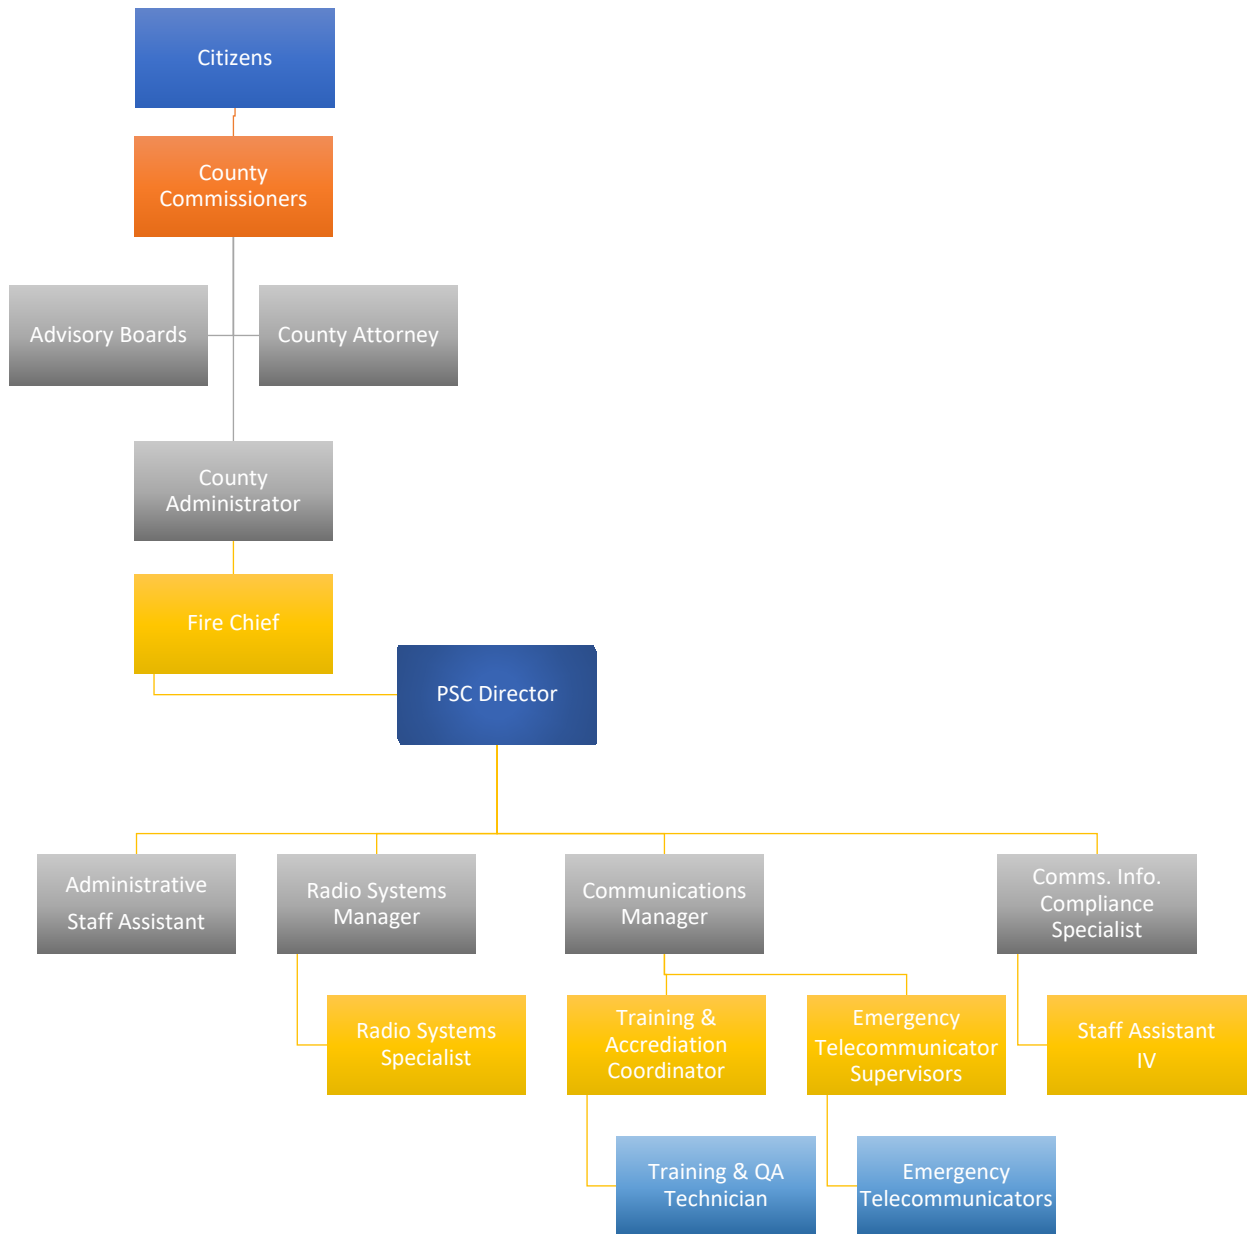 Citizens
County
Commissioners
Advisory Boards
County Attorney
County
Administrator
Fire Chief
PSC Director
Administrative
Staff Assistant
Radio Systems
Manager
Communications
Manager
Comms. Info.
Compliance
Specialist
Radio Systems
Specialist
Training &
Accrediation
Coordinator
Emergency
Telecommunicator
Supervisors
Staff Assistant
IV
Training & QA
Technician
Emergency
Telecommunicators